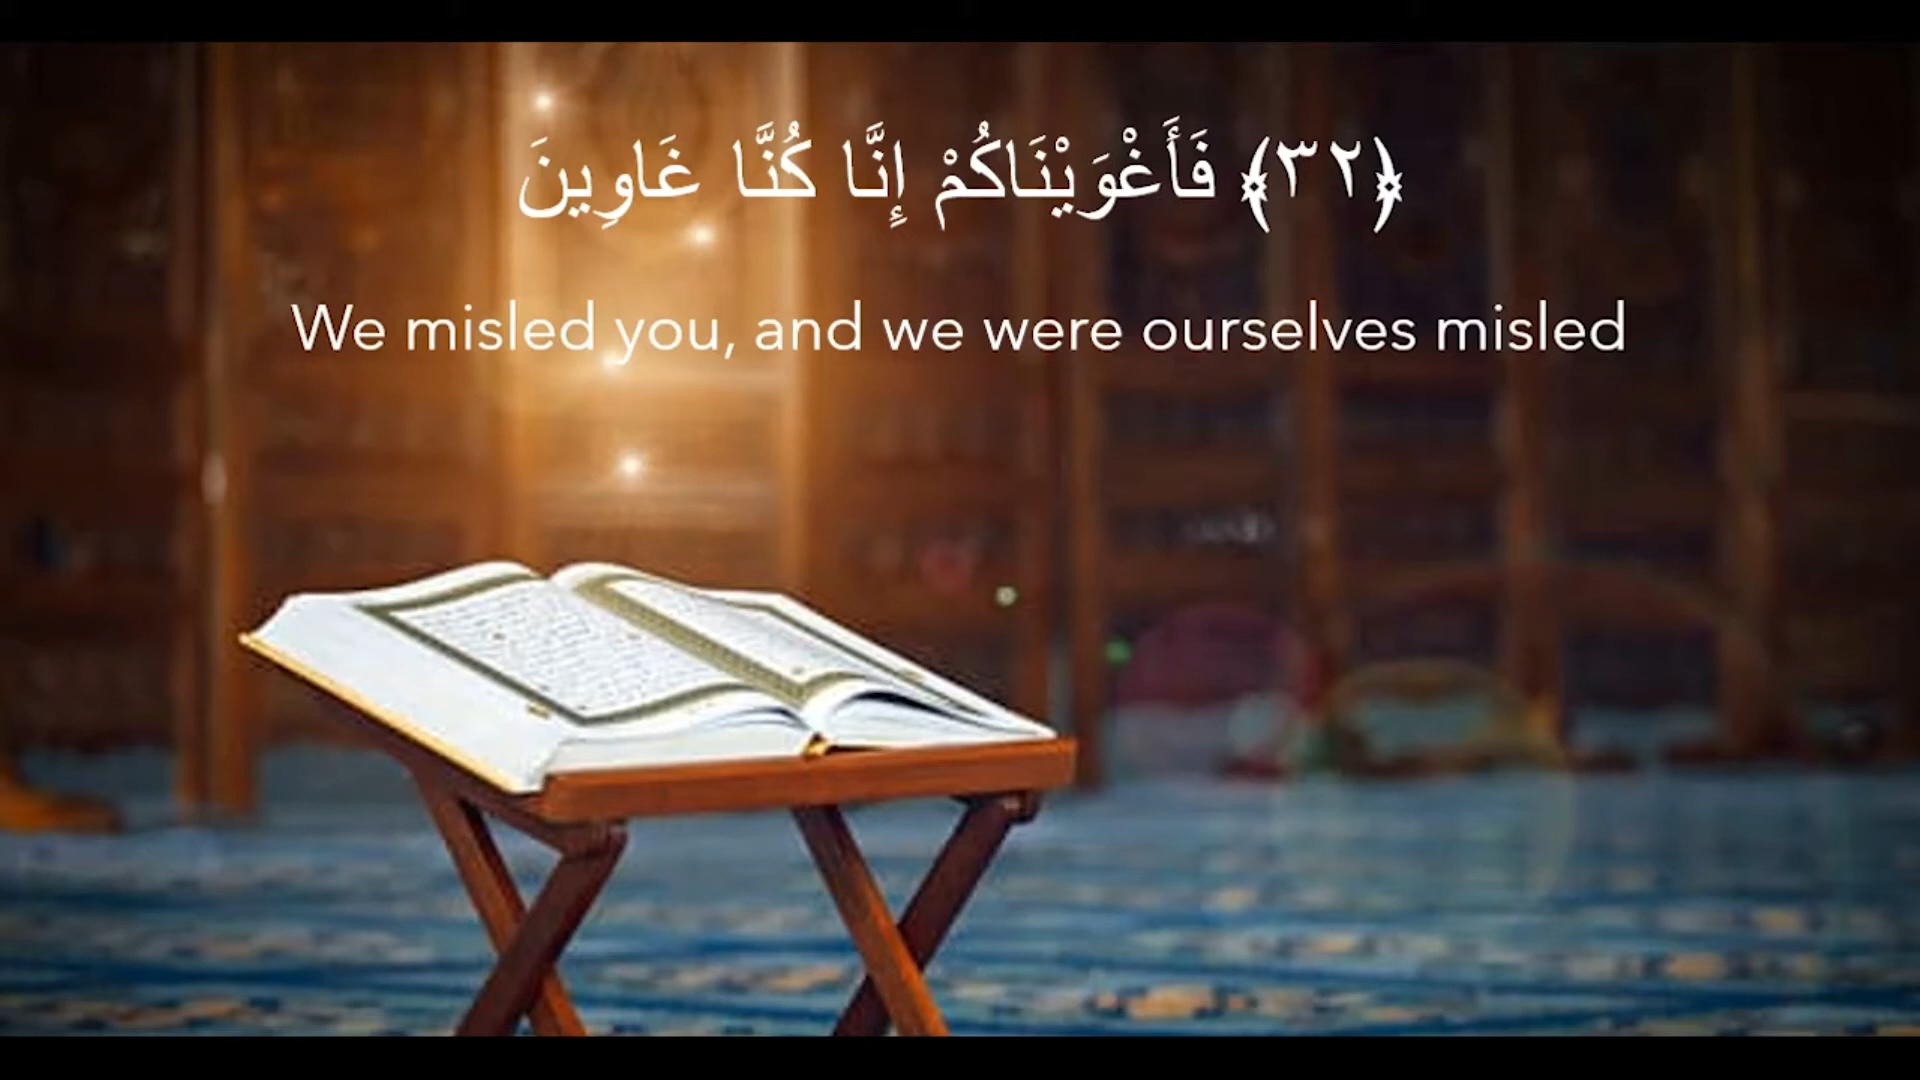 ﴿٣٢﴾ فَأَغْوَيْنَاكُمْ إِنَّا كُنَّا غَاوِينَ
We misled you, and we were ourselves misled